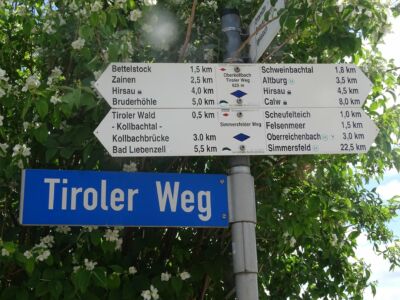 Bettelstock 1,5 km
Zainen 2,5 km
Hirsau 4,0 km
Bruderhöhle 5,0 km
Oberkollbach
Tiroler Weg
625 m
Schweinbachtal 1,8 km
Altburg 3,5 km
Hirsau 4,5 km
Calw 8,0 km
Tiroler Wald 0,5 km
- Kollbachtal -
Kollbachbrücke 3,0 km
Bad Liebenzell 5,5 km
Simmersfelder Weg
Scheufelteich 1,0 km
Felsenmeer 1,5 km
Oberreichenbach 3,0 km
Simmersfeld 22,5 km
Tiroler Weg